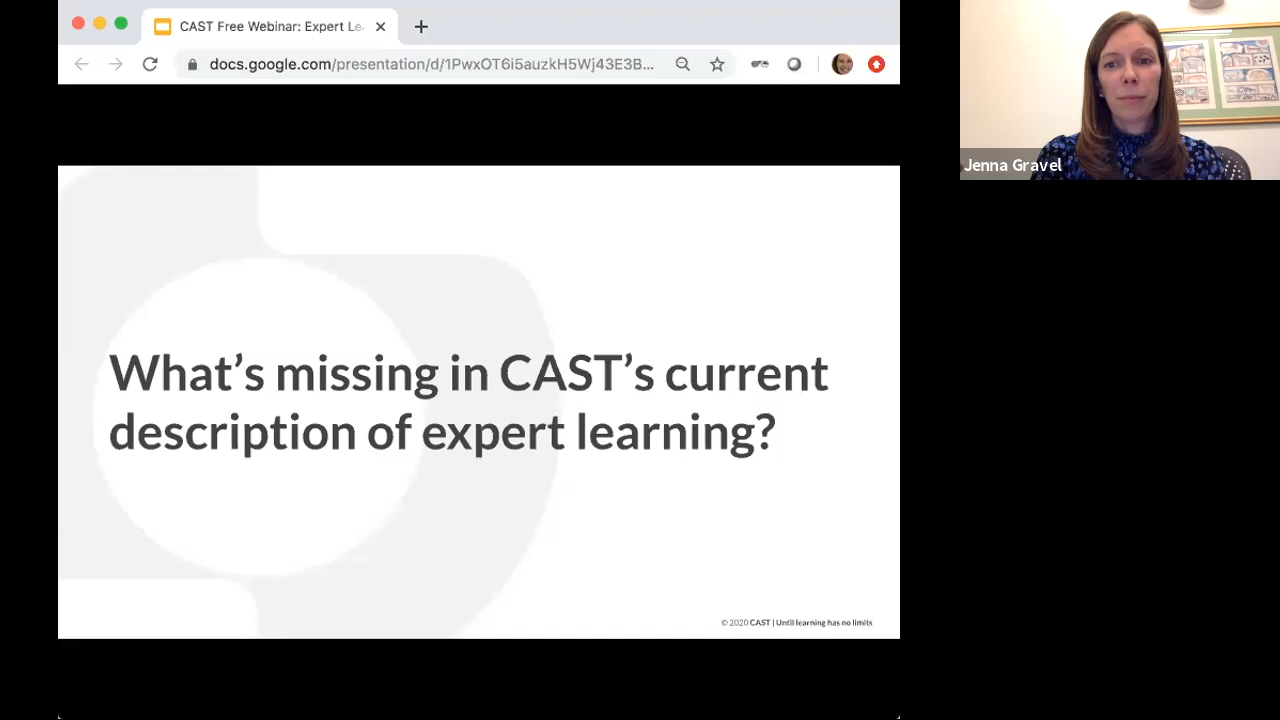 CAST Free Webinar: Expert Le
docs.google.com/presentation/d/1PwxOT6i5auzkH5Wj43E3B...
Jenna Gravel
What's missing in CAST's current
description of expert learning?
© 2020 CAST | Until learning has no limits